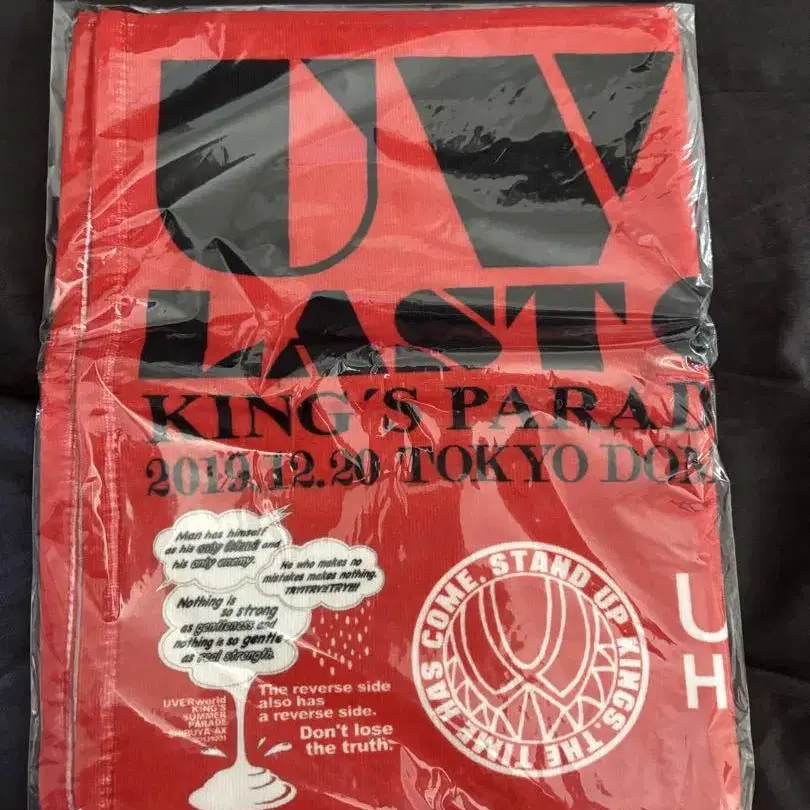 UV
LAST
KING'S PARAD
2019.12.20 TOKYO DOM
Man has himself
as his only friend and
his only enemy.
He who makes no
mistakes makes nothing.
TRY!TRY!!TRY!!!
Nothing is
so strong
as gentleness and
nothing is so gentle
as real strength.
UVERworld
KING'S
SUMMER
PARADE
SHIBUYA-AX
The reverse side
also has
a reverse side.
Don't lose
the truth.
THE TIME HAS COME, STAND UP KINGS.
U
H